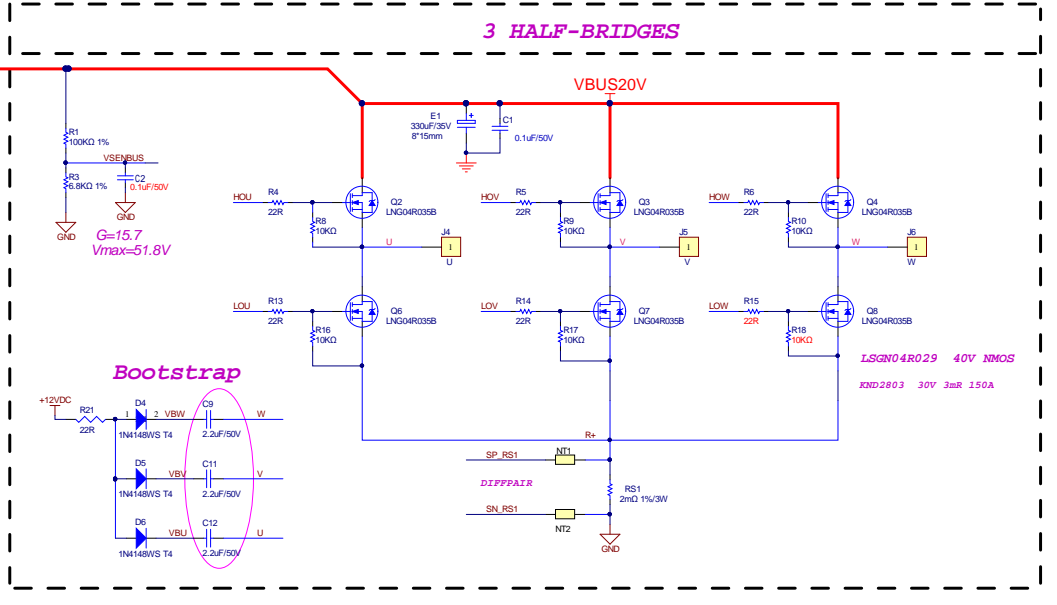 3 HALF-BRIDGES
VBUS20V
E1
330uF/35V
8*15mm
+
C1
0.1uF/50V
R1
100KΩ 1%
VSENBUS
R3
6.8KΩ 1%
C2
0.1uF/50V
GND
GND
G=15.7
Vmax=51.8V
HOU
R4
22R
R8
10KΩ
Q2
LNG04R035B
U
J4
1
U
HOV
R5
22R
R9
10KΩ
Q3
LNG04R035B
V
J5
1
V
HOW
R6
22R
R10
10KΩ
Q4
LNG04R035B
W
J6
1
W
LOU
R13
22R
R16
10KΩ
Q6
LNG04R035B
LOV
R14
22R
R17
10KΩ
Q7
LNG04R035B
LOW
R15
22R
R18
10KΩ
Q8
LNG04R035B
LSGN04R029 40V NMOS
KND2803 30V 3mR 150A
Bootstrap
+12VDC
R21
22R
D4
1
2
VBW
1N4148WS T4
C9
2.2uF/50V
W
D5
VBV
1N4148WS T4
C11
2.2uF/50V
V
D6
VBU
1N4148WS T4
C12
2.2uF/50V
U
R+
SP_RS1
NT1
DIFFPAIR
RS1
2mΩ 1%/3W
SN_RS1
NT2
GND